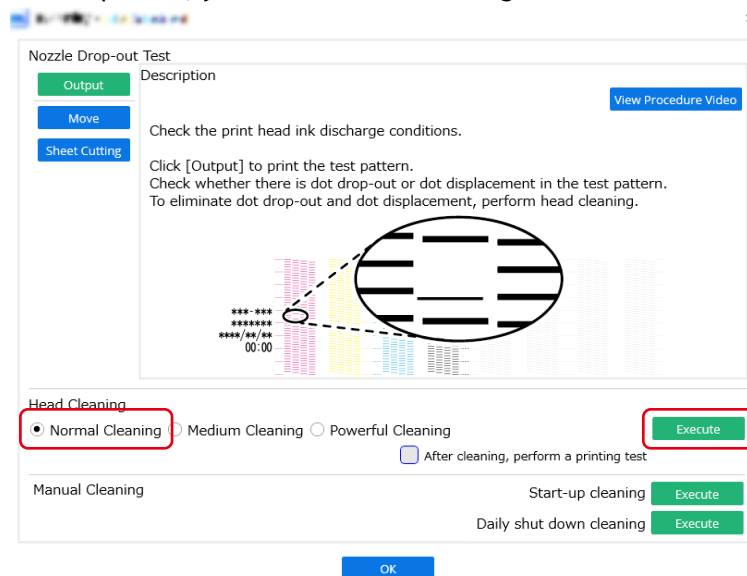 Nozzle Drop-out Test
Output
Description
View Procedure Video
Move
Check the print head ink discharge conditions.
Sheet Cutting
Click [Output] to print the test pattern.
Check whether there is dot drop-out or dot displacement in the test pattern.
To eliminate dot drop-out and dot displacement, perform head cleaning.
***-***
*******
****/**/**
00:00
Head Cleaning
Normal Cleaning Medium Cleaning Powerful Cleaning Execute
After cleaning, perform a printing test
Manual Cleaning Start-up cleaning Execute
Daily shut down cleaning Execute
OK